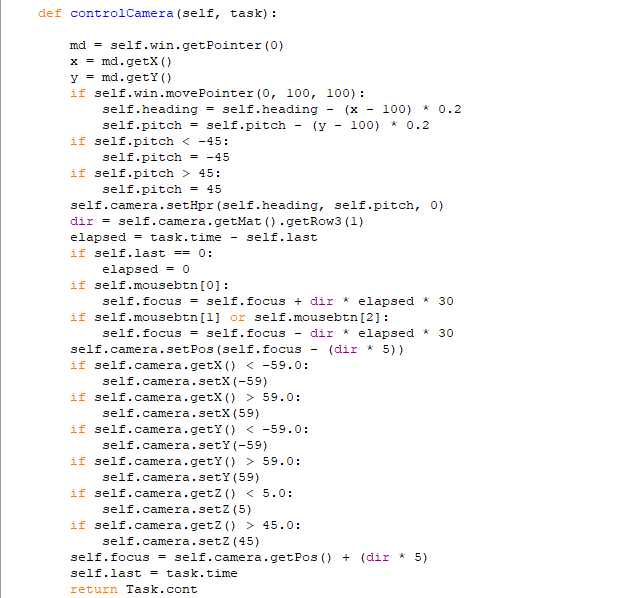 def controlCamera(self, task):

    md = self.win.getPointer(0)
    x = md.getX()
    y = md.getY()
    if self.win.movePointer(0, 100, 100):
        self.heading = self.heading - (x - 100) * 0.2
        self.pitch = self.pitch - (y - 100) * 0.2
    if self.pitch < -45:
        self.pitch = -45
    if self.pitch > 45:
        self.pitch = 45
    self.camera.setHpr(self.heading, self.pitch, 0)
    dir = self.camera.getMat().getRow3(1)
    elapsed = task.time - self.last
    if self.last == 0:
        elapsed = 0
    if self.mousebtn[0]:
        self.focus = self.focus + dir * elapsed * 30
    if self.mousebtn[1] or self.mousebtn[2]:
        self.focus = self.focus - dir * elapsed * 30
    self.camera.setPos(self.focus - (dir * 5))
    if self.camera.getX() < -59.0:
        self.camera.setX(-59)
    if self.camera.getX() > 59.0:
        self.camera.setX(59)
    if self.camera.getY() < -59.0:
        self.camera.setY(-59)
    if self.camera.getY() > 59.0:
        self.camera.setY(59)
    if self.camera.getZ() < 5.0:
        self.camera.setZ(5)
    if self.camera.getZ() > 45.0:
        self.camera.setZ(45)
    self.focus = self.camera.getPos() + (dir * 5)
    self.last = task.time
    return Task.cont